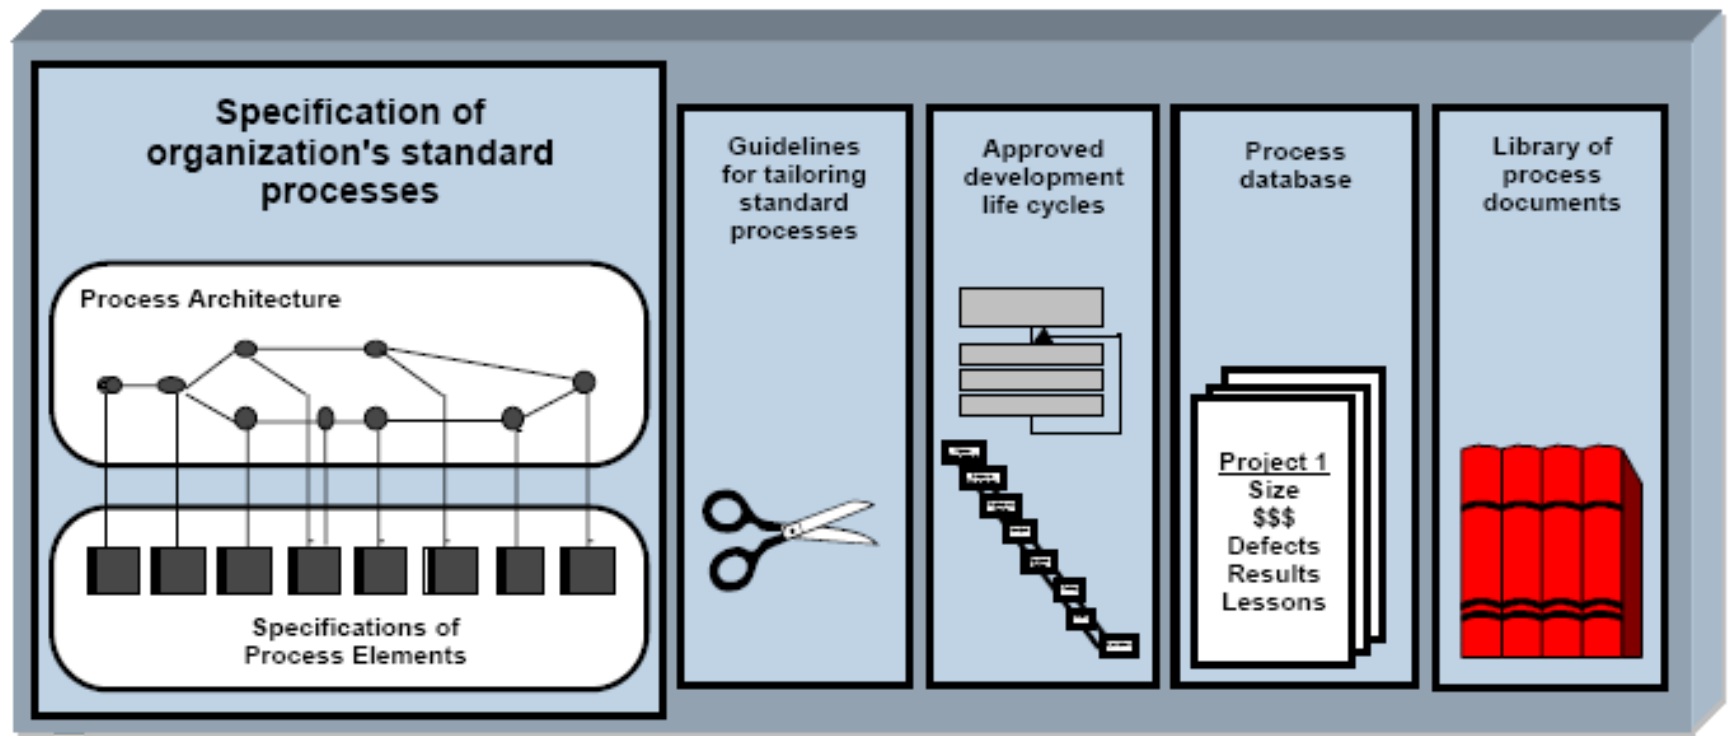 Specification of
organization's standard
processes
Process Architecture
Specifications of
Process Elements
Guidelines
for tailoring
standard
processes
Approved
development
life cycles
Process
database
Project 1
Size
$$$
Defects
Results
Lessons
Library of
process
documents